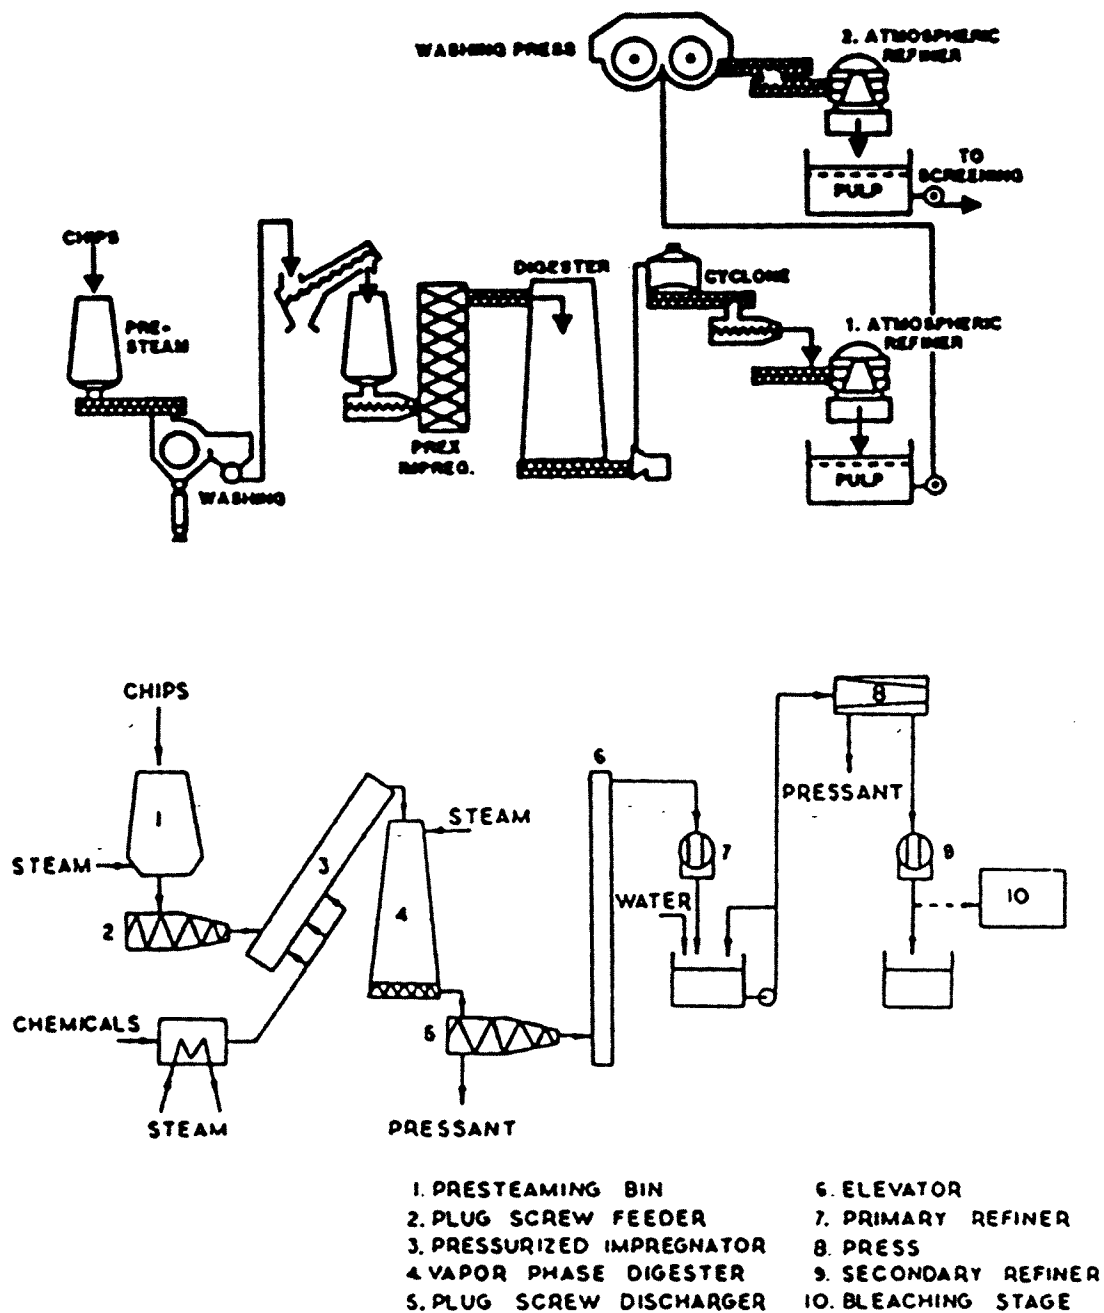 WASHING PRESS
2. ATMOSPHERIC
REFINER
TO
SCREENING
PULP
CHIPS
PRE-
STEAM
WASHING
PREX
IMPREG.
DIGESTER
CYCLONE
1. ATMOSPHERIC
REFINER
PULP
CHIPS
1
STEAM
2
3
CHEMICALS
STEAM
STEAM
4
5
PRESSANT
6
7
WATER
8
PRESSANT
9
10
1. PRESTEAMING BIN
2. PLUG SCREW FEEDER
3. PRESSURIZED IMPREGNATOR
4 VAPOR PHASE DIGESTER
5. PLUG SCREW DISCHARGER
6. ELEVATOR
7. PRIMARY REFINER
8. PRESS
9. SECONDARY REFINER
10. BLEACHING STAGE